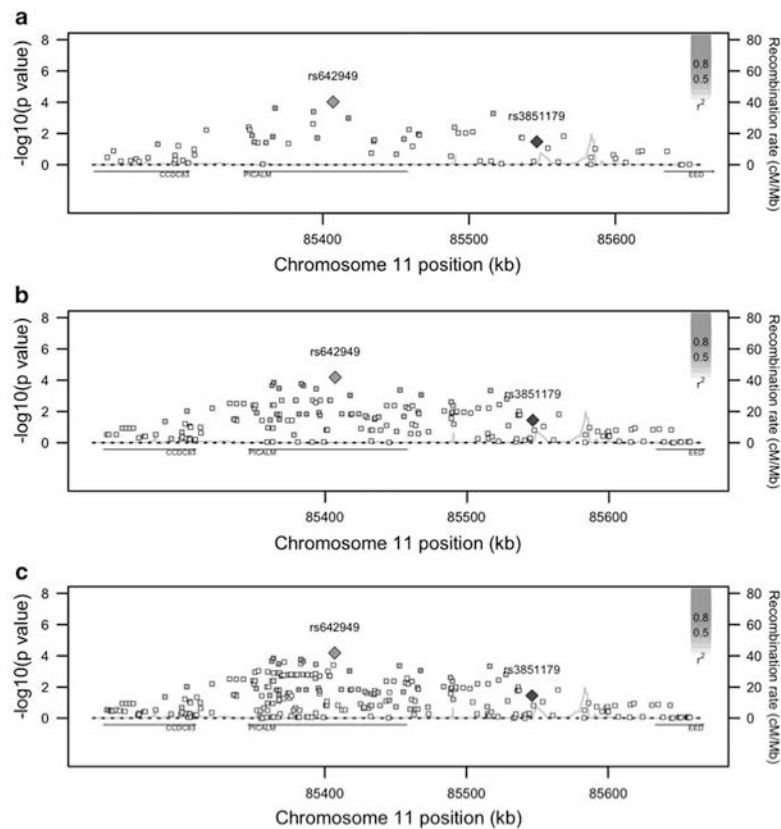 a
8
80
6
60
4
40
2
20
0
0
-log10(p value)
Recombination rate (cM/Mb)
rs642949
rs3851179
0.8
0.5
r2
CCDC83
PICALM
EED
85400
85500
85600
Chromosome 11 position (kb)
b
8
80
6
60
4
40
2
20
0
0
-log10(p value)
Recombination rate (cM/Mb)
rs642949
rs3851179
0.8
0.5
r2
CCDC83
PICALM
EED
85400
85500
85600
Chromosome 11 position (kb)
c
8
80
6
60
4
40
2
20
0
0
-log10(p value)
Recombination rate (cM/Mb)
rs642949
rs3851179
0.8
0.5
r2
CCDC83
PICALM
EED
85400
85500
85600
Chromosome 11 position (kb)